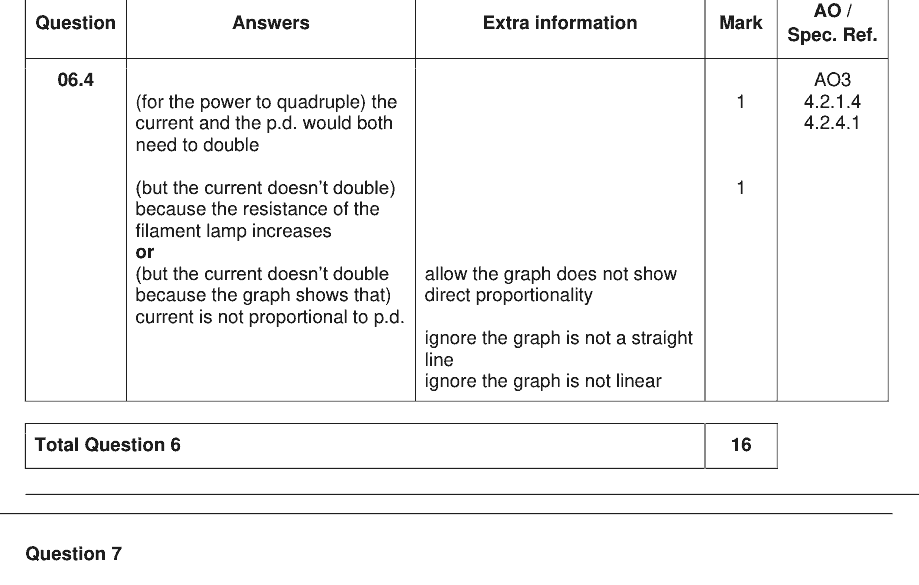 Question Answers Extra information Mark AO / Spec. Ref.
06.4 AO3
(for the power to quadruple) the 1 4.2.1.4
current and the p.d. would both 4.2.4.1
need to double
(but the current doesn't double) 1
because the resistance of the
filament lamp increases
or
(but the current doesn't double allow the graph does not show
because the graph shows that) direct proportionality
current is not proportional to p.d.
ignore the graph is not a straight
line
ignore the graph is not linear
Total Question 6 16
Question 7